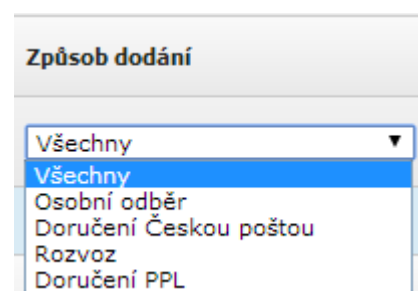 Způsob dodání
Všechny
Všechny
Osobní odběr
Doručení Českou poštou
Rozvoz
Doručení PPL